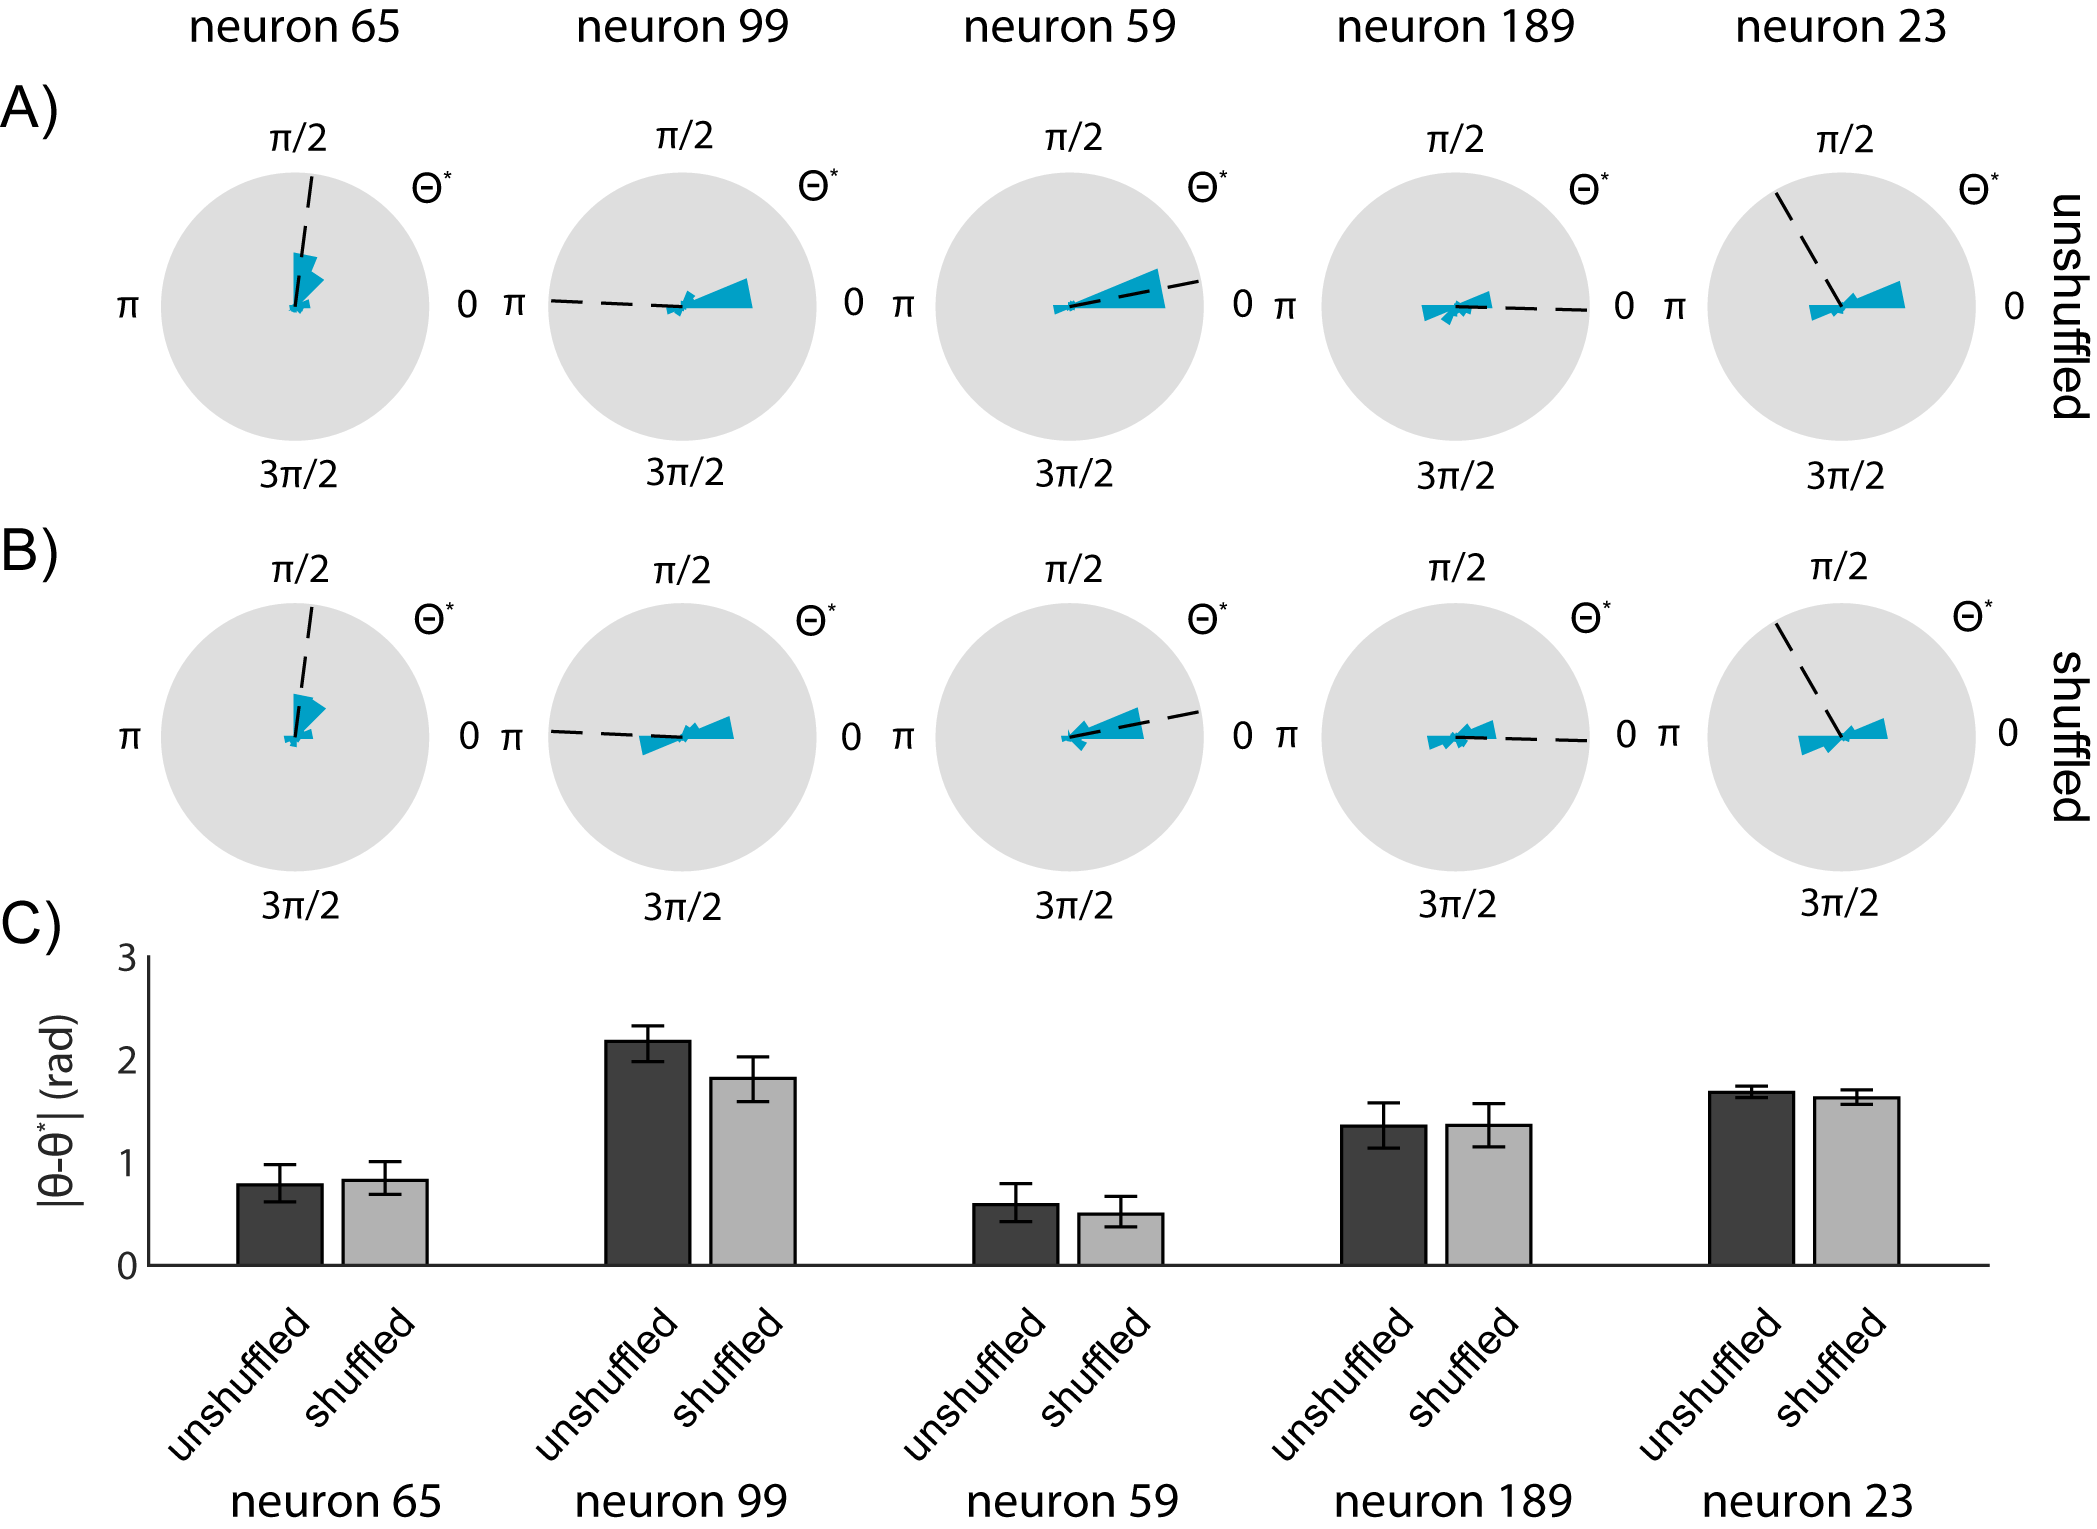 neuron 65 neuron 99 neuron 59 neuron 189 neuron 23
A)
π/2 π/2 π/2 π/2 π/2
Θ* Θ* Θ* Θ* Θ*
π 0 π 0 π 0 π 0 π 0
3π/2 3π/2 3π/2 3π/2 3π/2
unshuffled
B)
π/2 π/2 π/2 π/2 π/2
Θ* Θ* Θ* Θ* Θ*
π 0 π 0 π 0 π 0 π 0
3π/2 3π/2 3π/2 3π/2 3π/2
shuffled
C)
3
2
1
0
|θ-θ*| (rad)
unshuffled shuffled unshuffled shuffled unshuffled shuffled unshuffled shuffled unshuffled shuffled
neuron 65 neuron 99 neuron 59 neuron 189 neuron 23